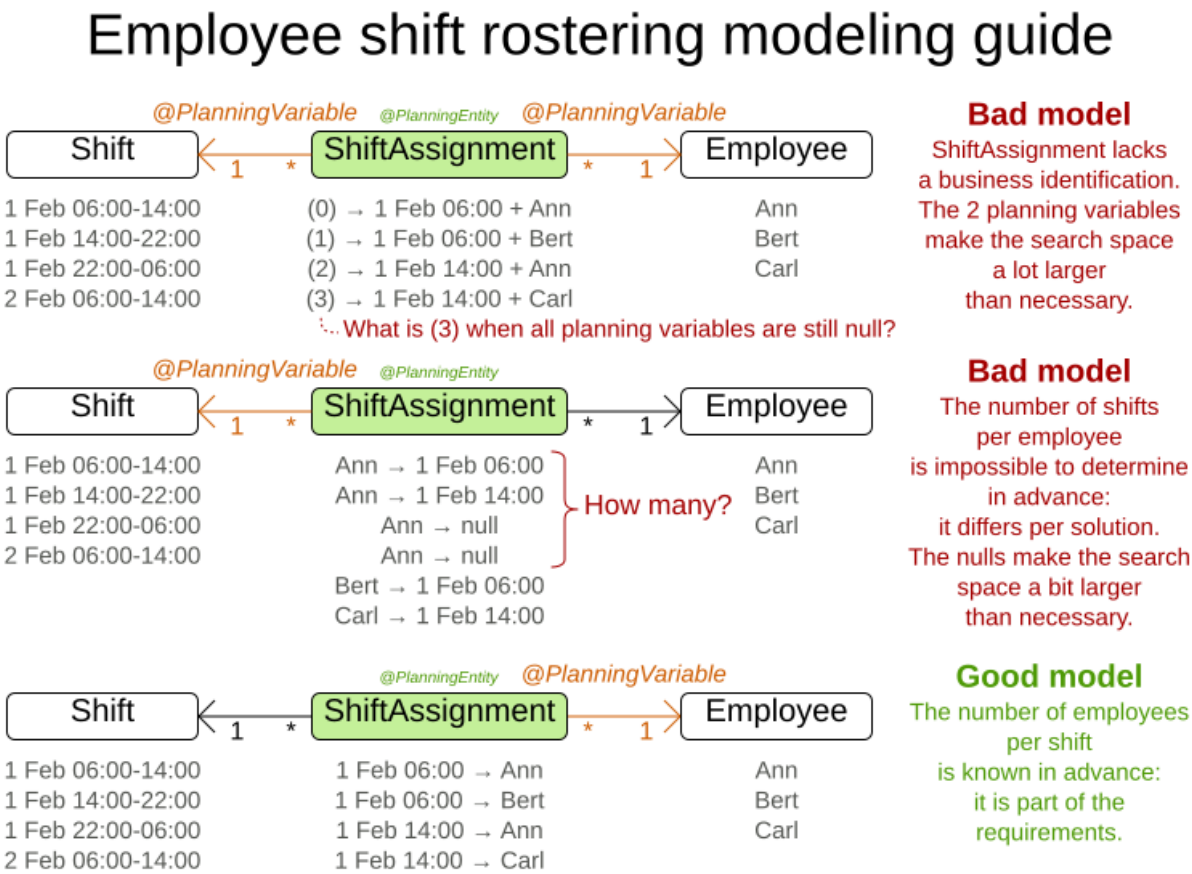 Employee shift rostering modeling guide
@PlanningVariable @PlanningEntity @PlanningVariable
Shift 1 * ShiftAssignment * 1 Employee
1 Feb 06:00-14:00 (0) → 1 Feb 06:00 + Ann Ann
1 Feb 14:00-22:00 (1) → 1 Feb 06:00 + Bert Bert
1 Feb 22:00-06:00 (2) → 1 Feb 14:00 + Ann Carl
2 Feb 06:00-14:00 (3) → 1 Feb 14:00 + Carl
What is (3) when all planning variables are still null?
Bad model
ShiftAssignment lacks
a business identification.
The 2 planning variables
make the search space
a lot larger
than necessary.
@PlanningVariable @PlanningEntity
Shift 1 * ShiftAssignment * 1 Employee
1 Feb 06:00-14:00 Ann → 1 Feb 06:00 Ann
1 Feb 14:00-22:00 Ann → 1 Feb 14:00 How many? Bert
1 Feb 22:00-06:00 Ann → null Carl
2 Feb 06:00-14:00 Ann → null
Bert → 1 Feb 06:00
Carl → 1 Feb 14:00
Bad model
The number of shifts
per employee
is impossible to determine
in advance:
it differs per solution.
The nulls make the search
space a bit larger
than necessary.
@PlanningEntity @PlanningVariable
Shift 1 * ShiftAssignment * 1 Employee
1 Feb 06:00-14:00 1 Feb 06:00 → Ann Ann
1 Feb 14:00-22:00 1 Feb 06:00 → Bert Bert
1 Feb 22:00-06:00 1 Feb 14:00 → Ann Carl
2 Feb 06:00-14:00 1 Feb 14:00 → Carl
Good model
The number of employees
per shift
is known in advance:
it is part of the
requirements.